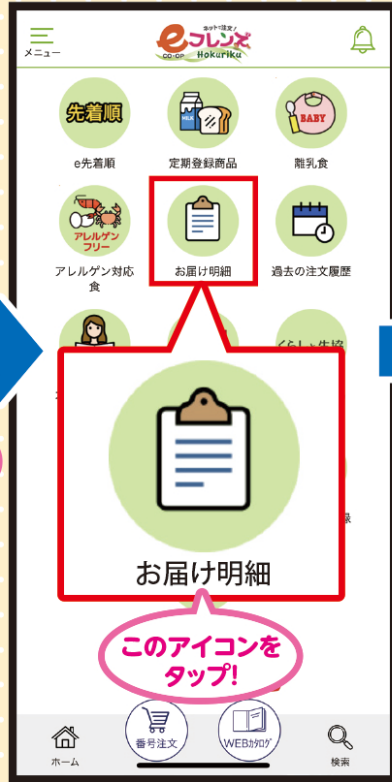 メニュー
ネットで注文!
eフレンズ
CO-OP Hokuriku
先着順
MILK
BABY
e先着順
定期登録商品
離乳食
アレルゲン
フリー
アレルゲン対応
食
お届け明細
過去の注文履歴
くらしと生協
お届け明細
このアイコンを
タップ!
ホーム
番号注文
WEBカタログ
検索